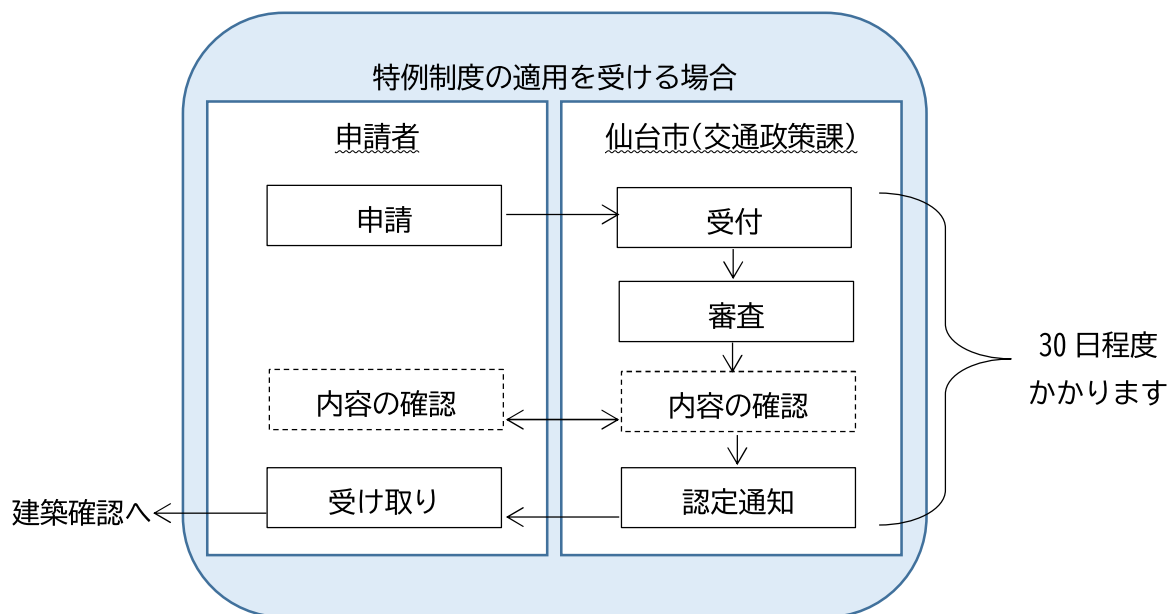 特例制度の適用を受ける場合
申請者
仙台市(交通政策課)
申請
受付
審査
内容の確認
内容の確認
受け取り
認定通知
建築確認へ
30日程度
かかります